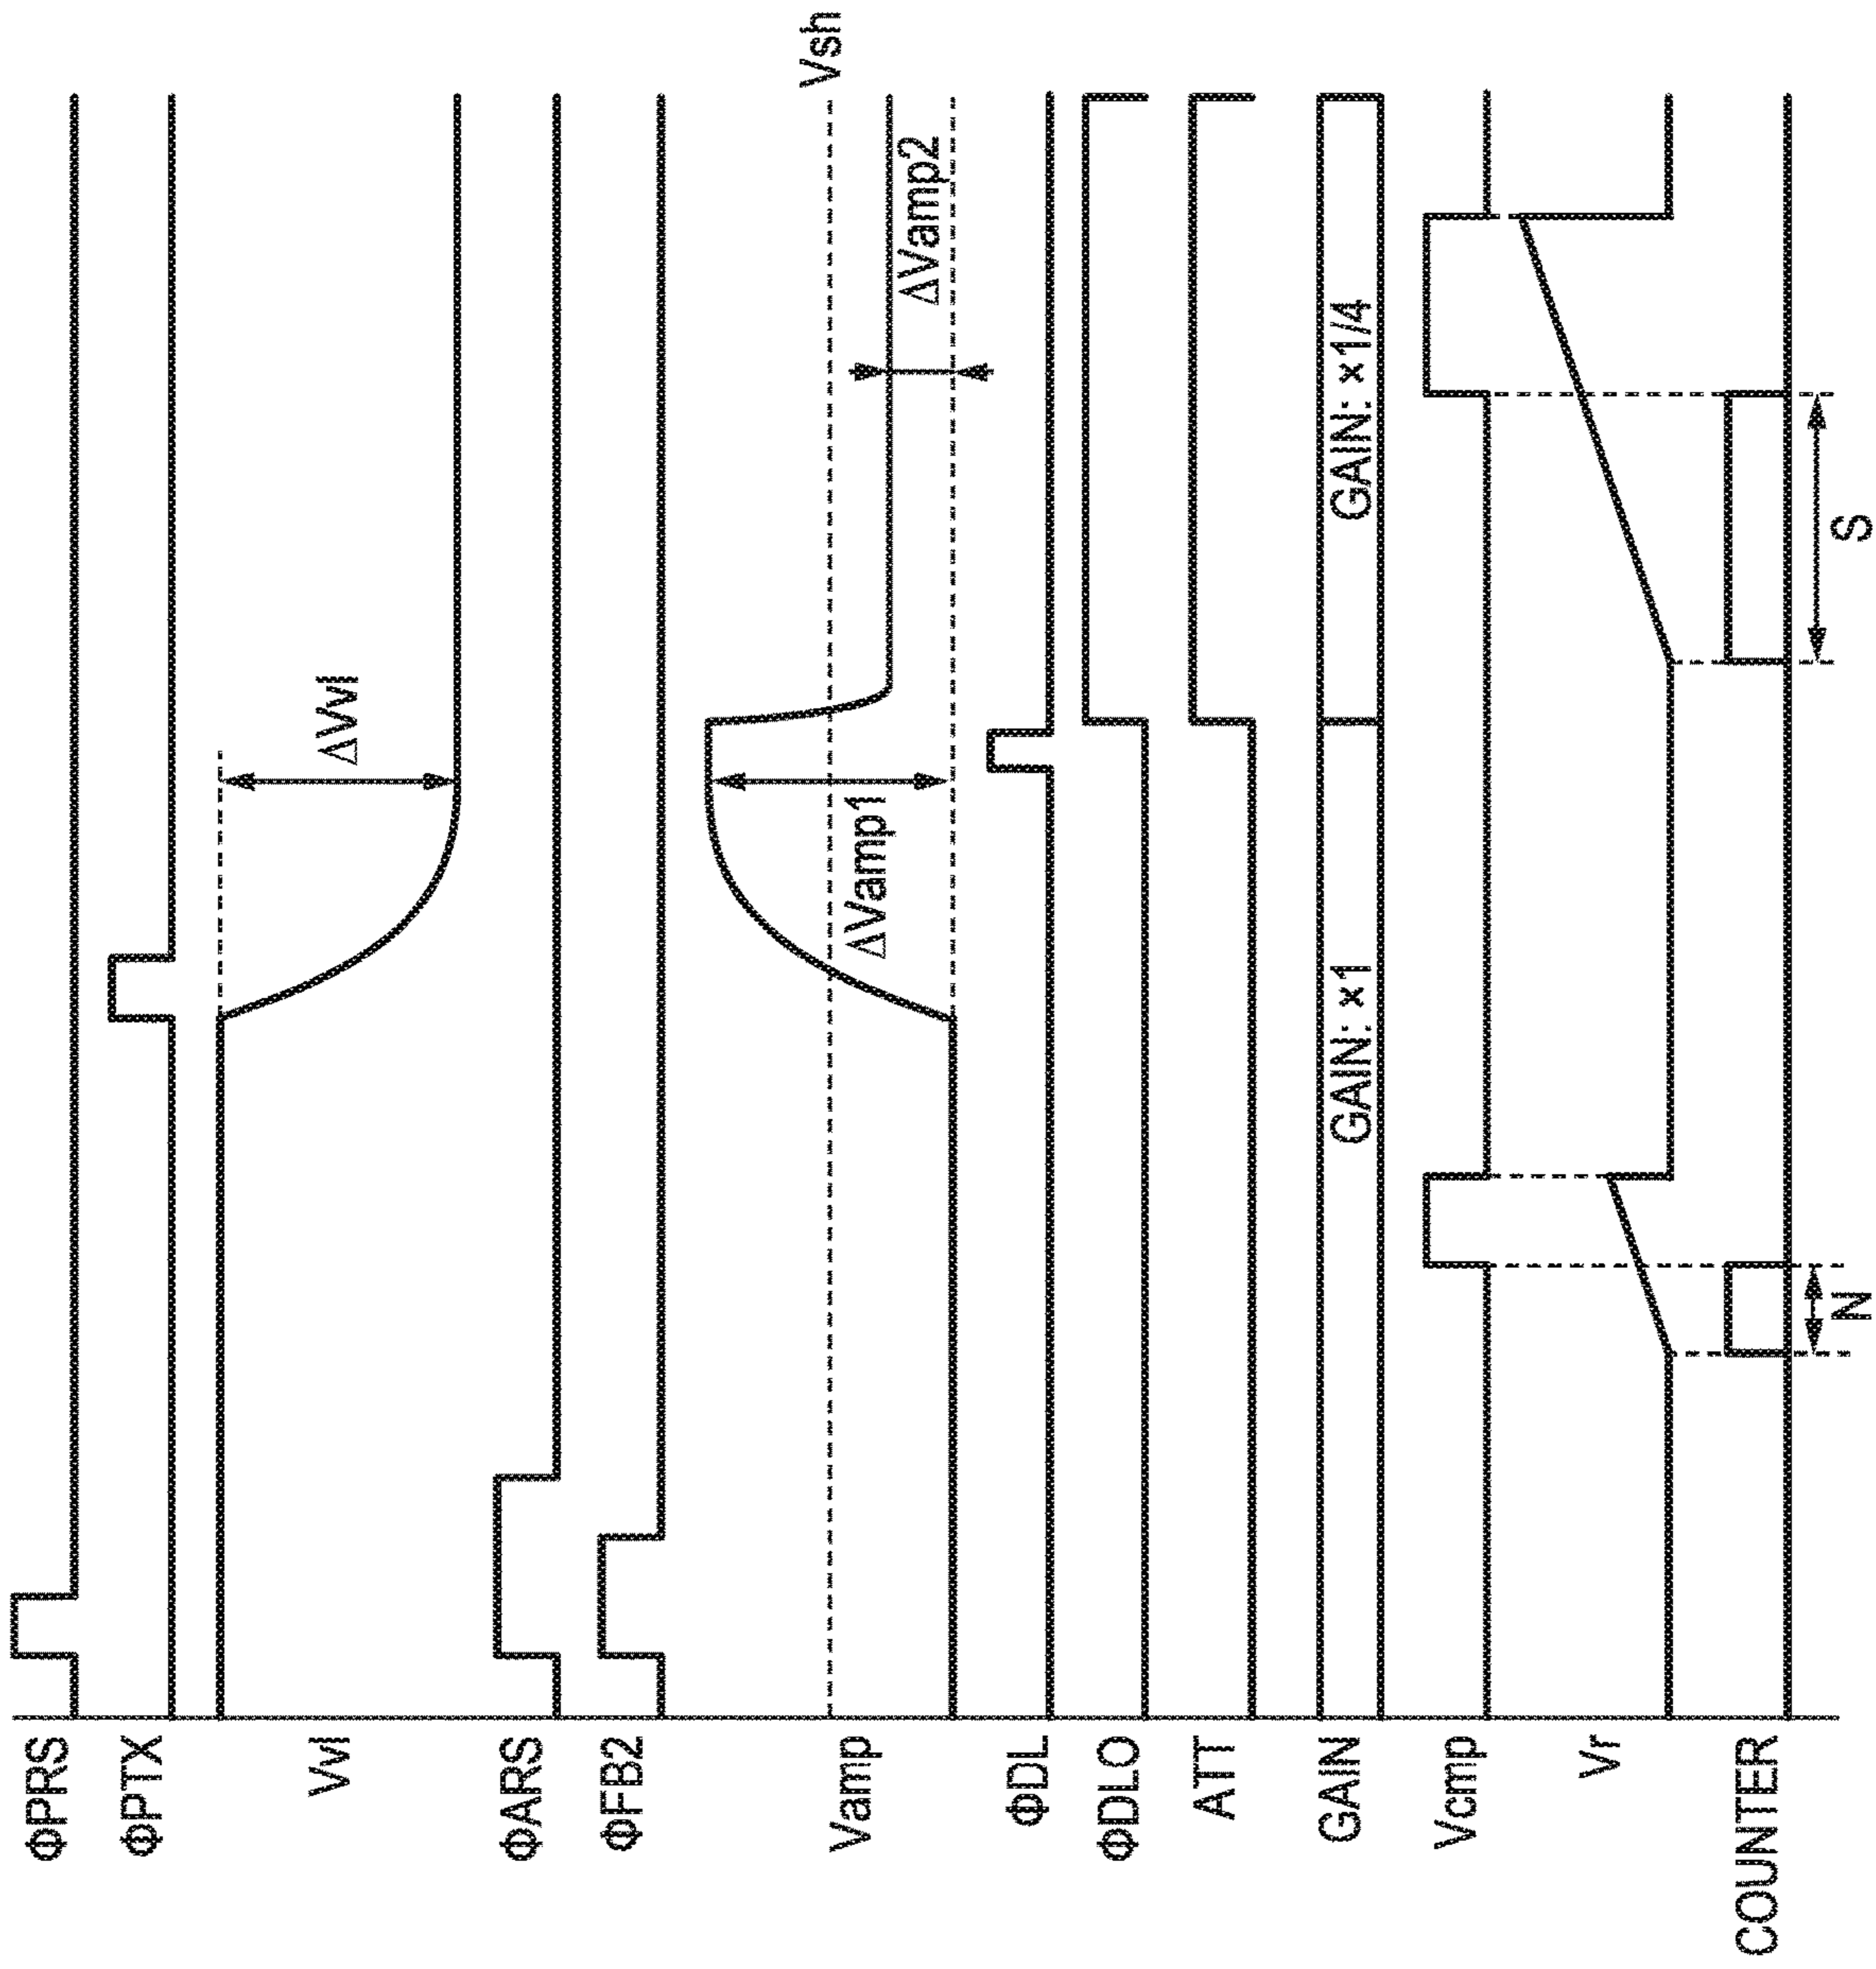 ΦPRS
ΦPTX
Vvl
ΔVvl
ΦARS
ΦFB2
Vamp
Vsh
ΔVamp1
ΔVamp2
ΦDL
ΦDLO
ATT
GAIN
GAIN: ×1
GAIN: ×1/4
Vcmp
Vr
COUNTER
N
S